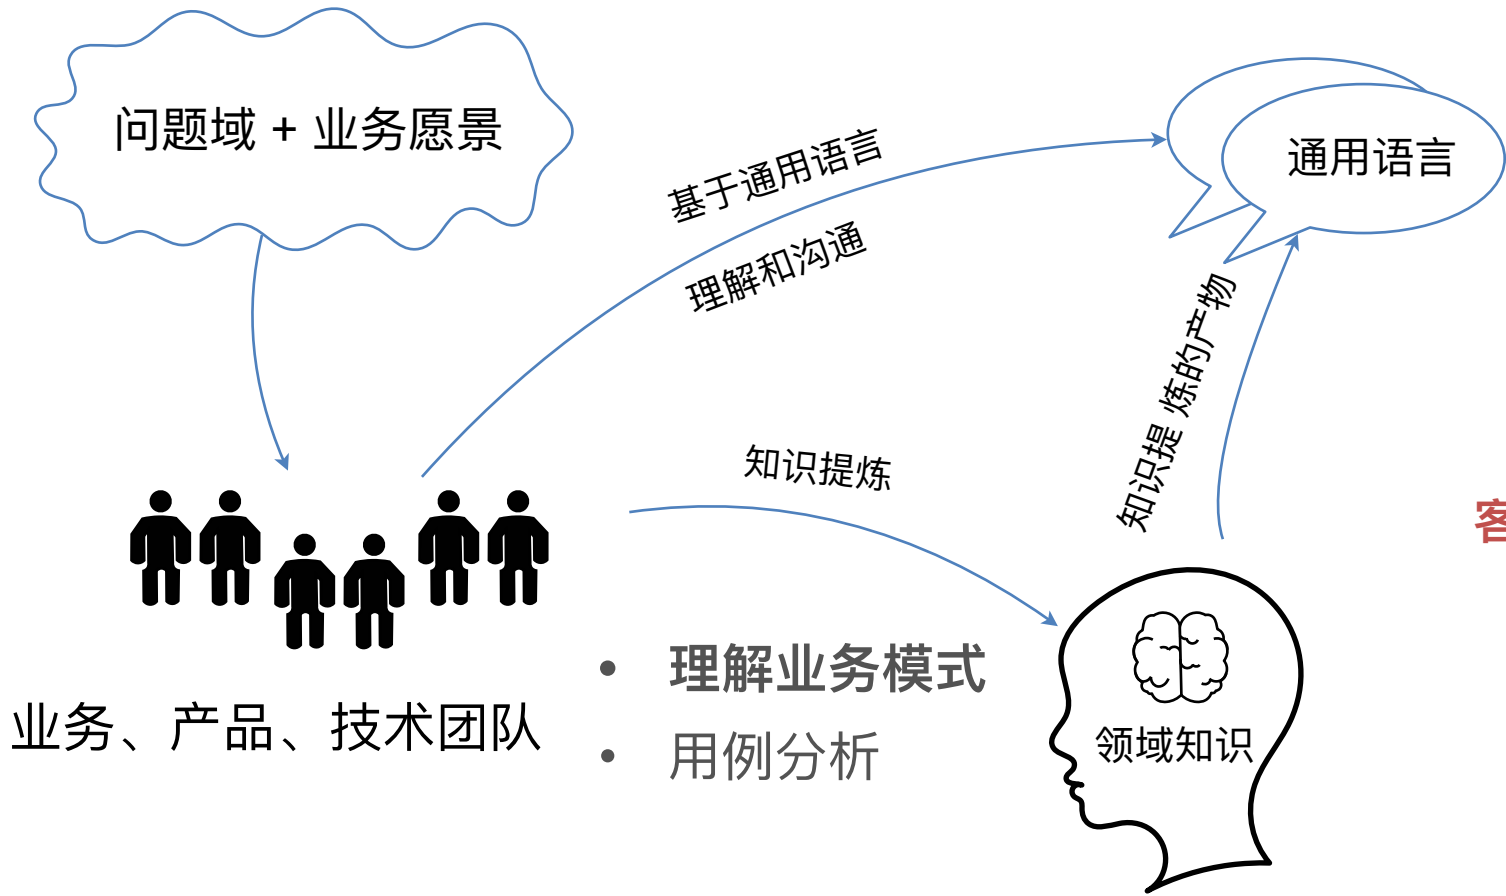 问题域 + 业务愿景
通用语言
基于通用语言
理解和沟通
知识提 炼的产物
知识提炼
客
理解业务模式
业务、产品、技术团队
领域知识
用例分析